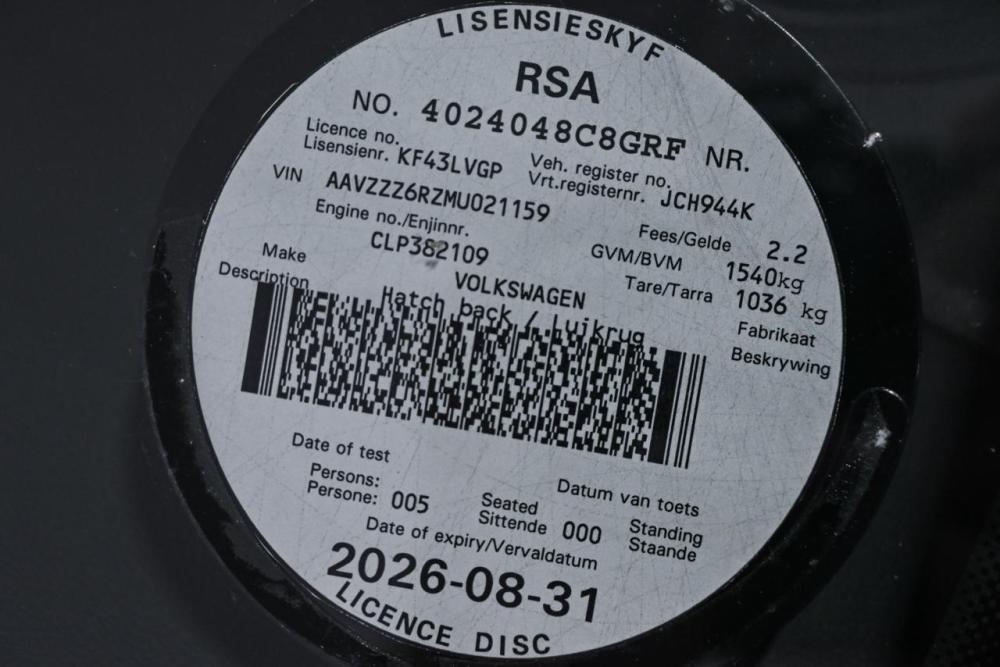 LISENSIESKYF
RSA
NO. 4024048C8GRF NR.
Licence no. Veh. register no.
Lisensienr. KF43LVGP Vrt.registernr. JCH944K
VIN AAVZZZ6RZMU021159
Engine no./Enjinnr. Fees/Gelde 2.2
CLP382109 GVM/BVM 1540kg
Tare/Tarra 1036 kg
Make VOLKSWAGEN Fabrikaat
Description Hatch back / Luikrug Beskrywing
Date of test Datum van toets
Persons: Seated Standing
Persone: 005 Sittende 000 Staande
Date of expiry/Vervaldatum
2026-08-31
LICENCE DISC